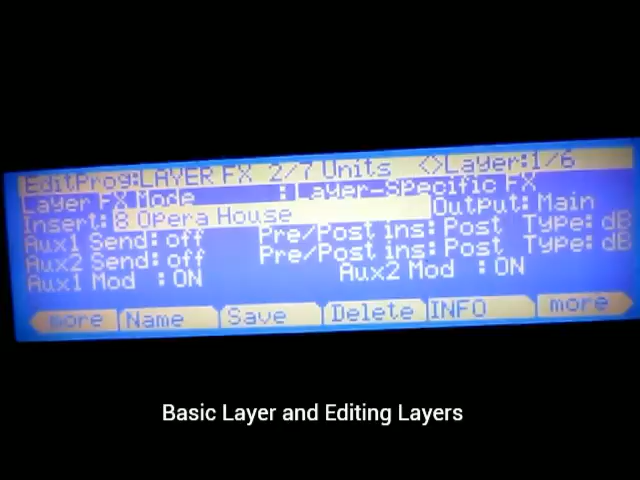 EditProg:LAYER FX 2/7 Units <>Layer:1/6
Layer FX Mode : Layer-Specific FX
Insert: 8 Opera House Output: Main
Aux1 Send: off Pre/Post ins: Post Type: dB
Aux2 Send: off Pre/Post ins: Post Type: dB
Aux1 Mod : ON Aux2 Mod : ON
more Name Save Delete INFO more
Basic Layer and Editing Layers